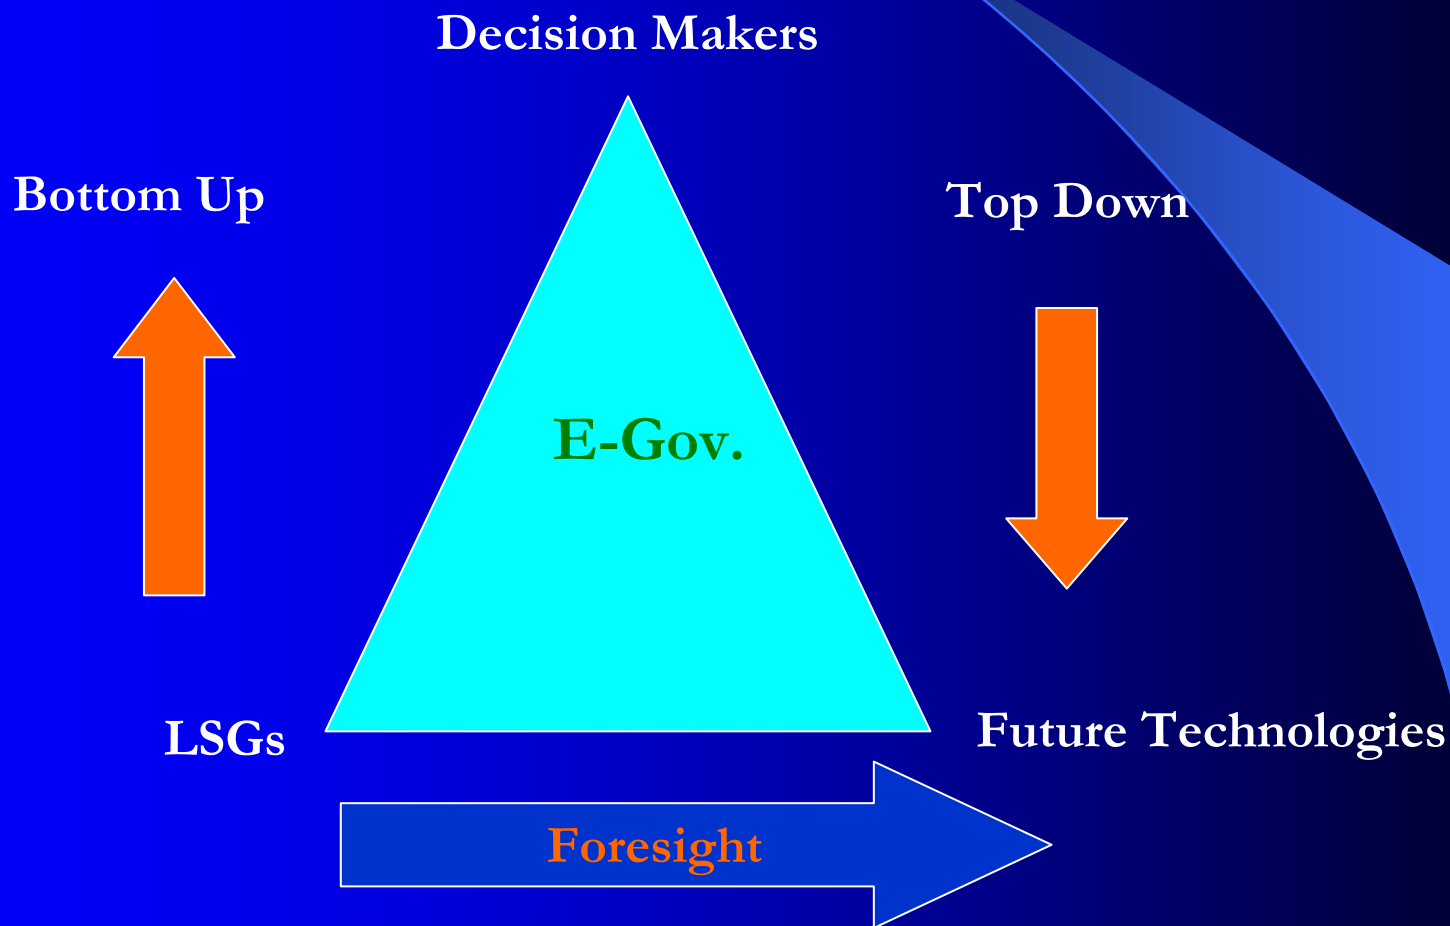 Decision Makers
Bottom Up
Top Down
E-Gov.
LSGs
Future Technologies
Foresight